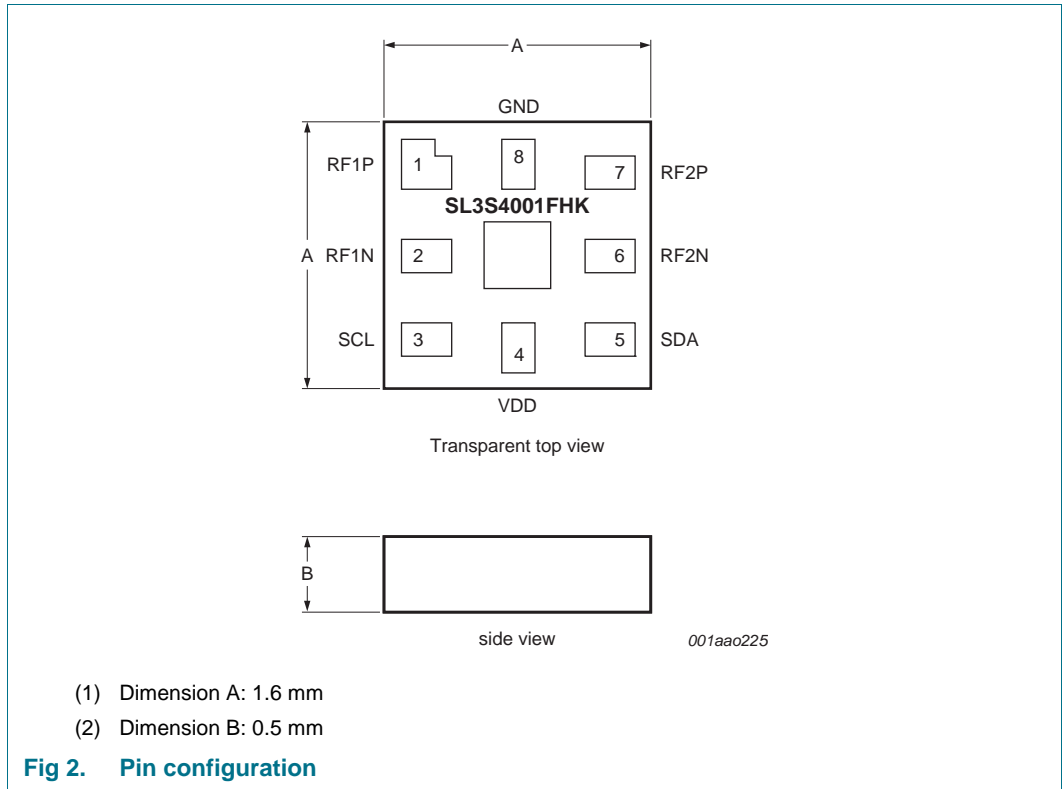 A
GND
RF1P 1 8 7 RF2P
SL3S4001FHK
A RF1N 2 6 RF2N
SCL 3 4 5 SDA
VDD
Transparent top view
B
side view 001aao225
(1) Dimension A: 1.6 mm
(2) Dimension B: 0.5 mm
Fig 2. Pin configuration